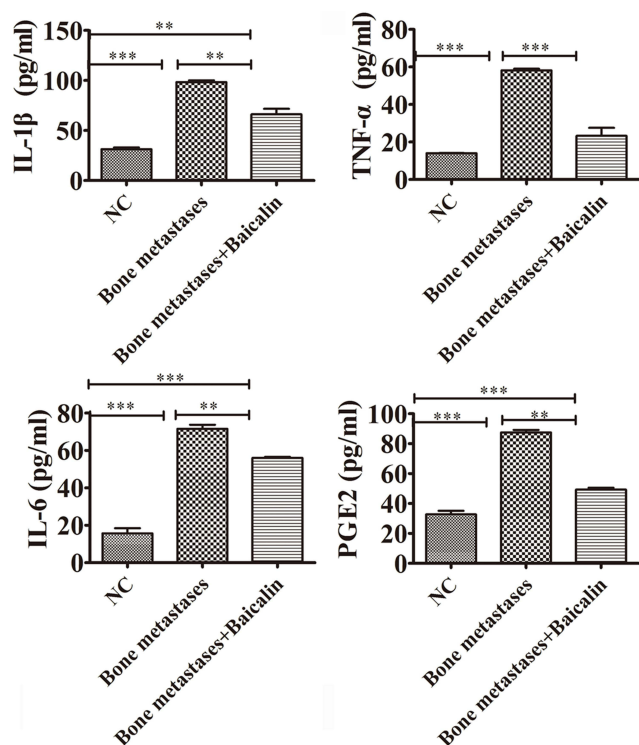 **
*** **
IL-1β (pg/ml)
150
100
50
0
NC
Bone metastases
Bone metastases+Baicalin
*** ***
TNF-α (pg/ml)
80
60
40
20
0
NC
Bone metastases
Bone metastases+Baicalin
***
*** **
IL-6 (pg/ml)
80
60
40
20
0
NC
Bone metastases
Bone metastases+Baicalin
***
*** **
PGE2 (pg/ml)
100
80
60
40
20
0
NC
Bone metastases
Bone metastases+Baicalin